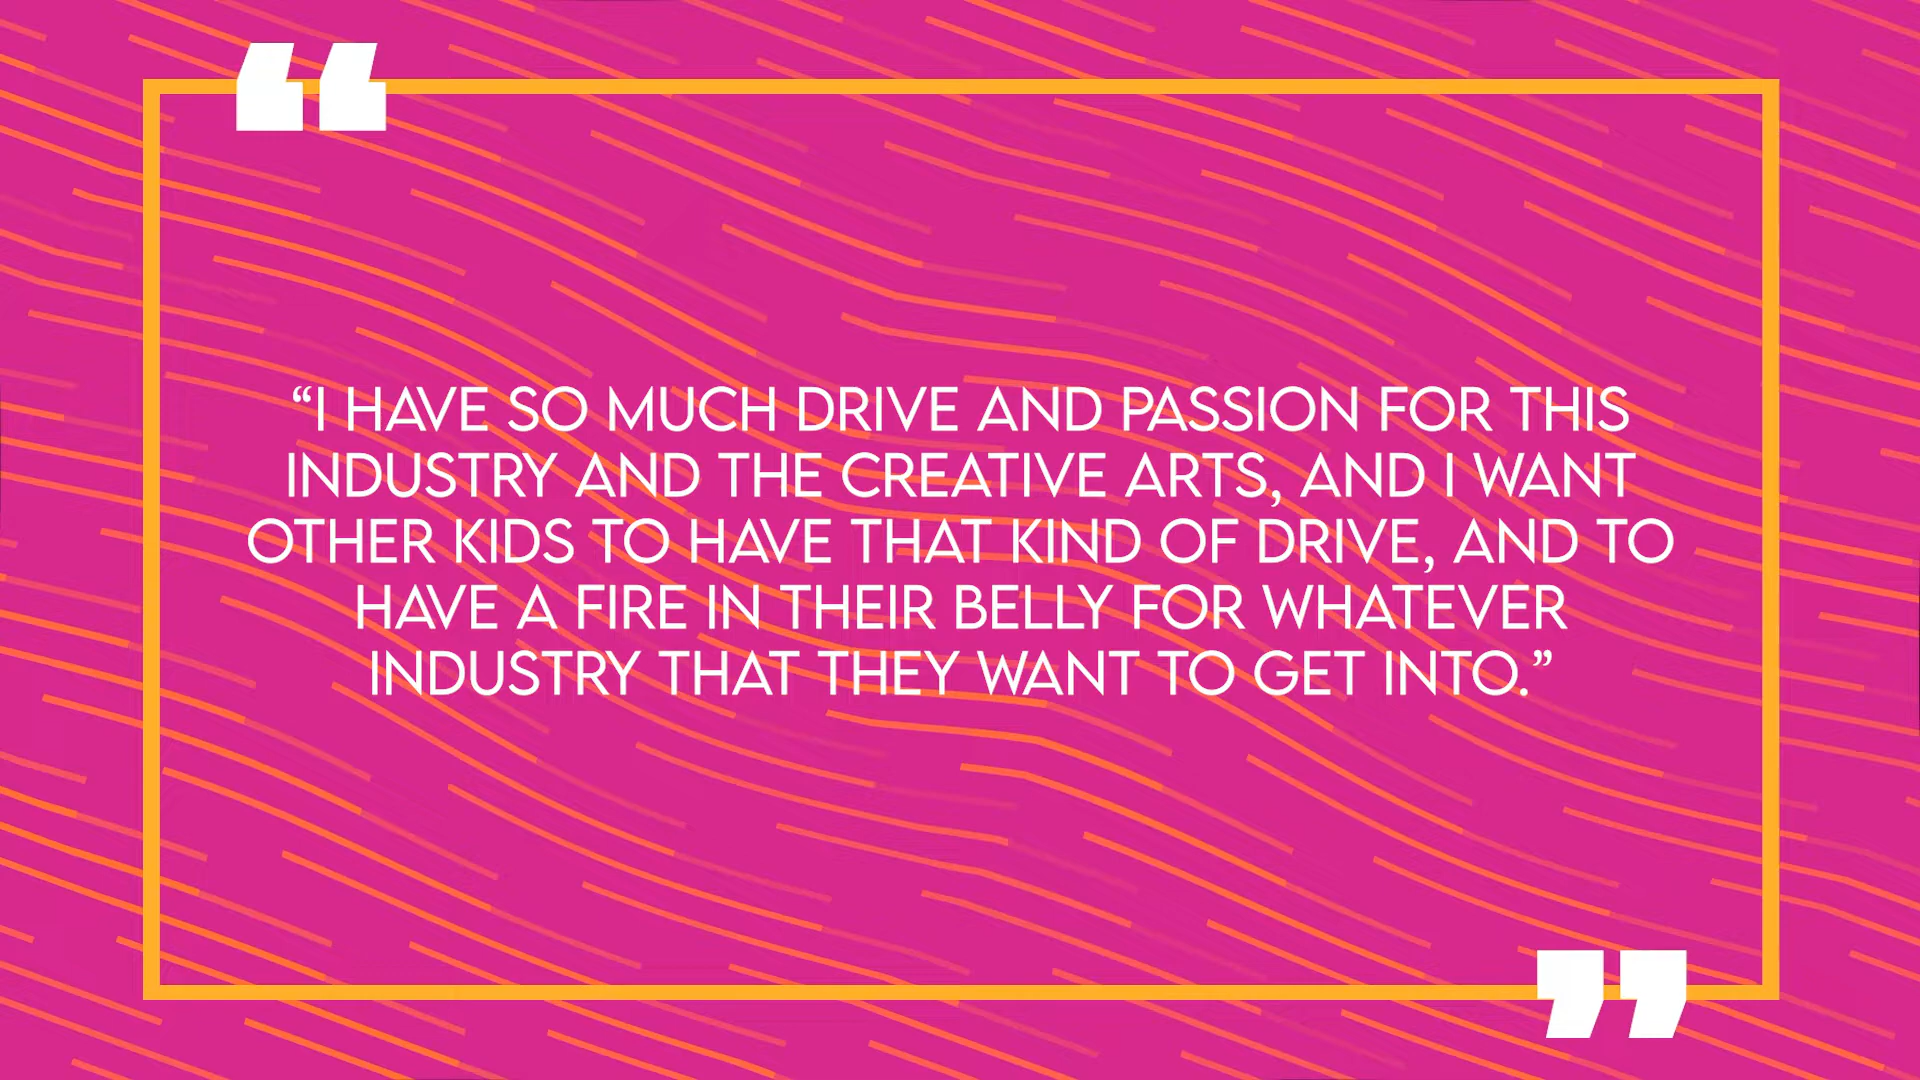 “I HAVE SO MUCH DRIVE AND PASSION FOR THIS
INDUSTRY AND THE CREATIVE ARTS, AND I WANT
OTHER KIDS TO HAVE THAT KIND OF DRIVE, AND TO
HAVE A FIRE IN THEIR BELLY FOR WHATEVER
INDUSTRY THAT THEY WANT TO GET INTO.”